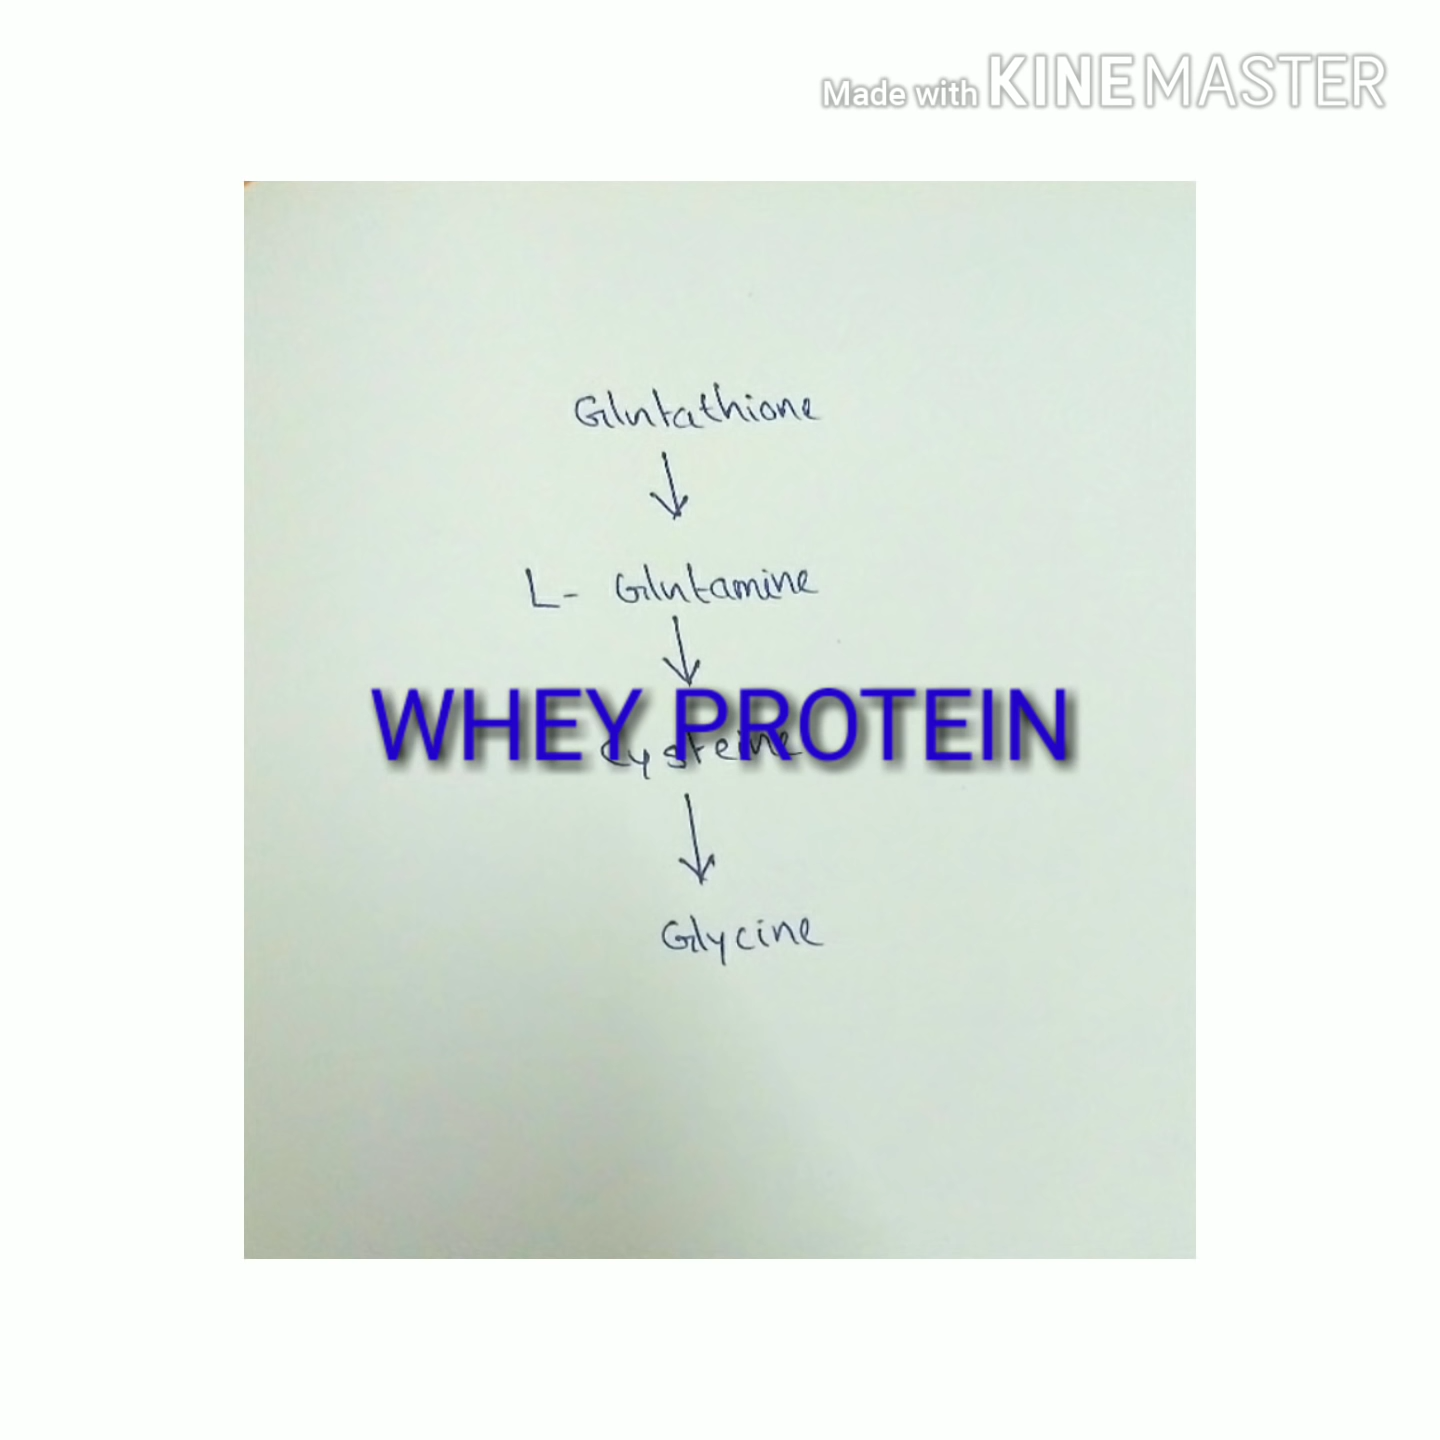 Made with KINEMASTER
Glutathione
L- Glutamine
WHEY PROTEIN
Cysteine
Glycine